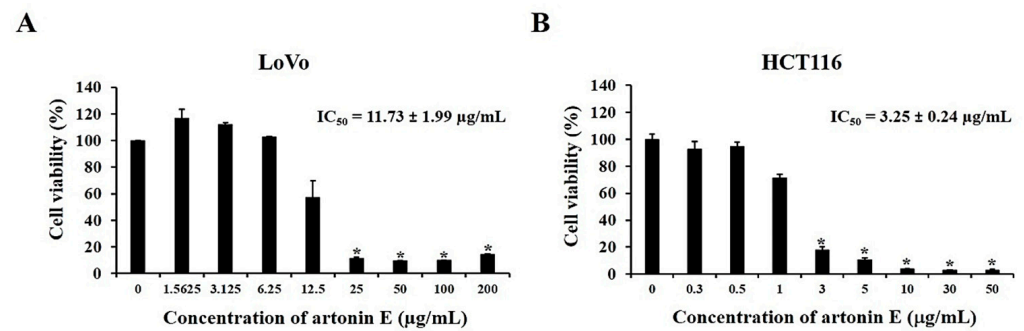 A
LoVo
Cell viability (%)
140
120
100
80
60
40
20
0
IC50 = 11.73 ± 1.99 µg/mL
* * * *
0 1.5625 3.125 6.25 12.5 25 50 100 200
Concentration of artonin E (µg/mL)
B
HCT116
Cell viability (%)
140
120
100
80
60
40
20
0
IC50 = 3.25 ± 0.24 µg/mL
* * * * *
0 0.3 0.5 1 3 5 10 30 50
Concentration of artonin E (µg/mL)